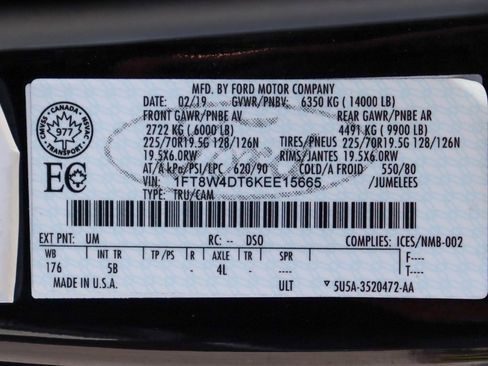 MFD. BY FORD MOTOR COMPANY
DATE: 02/19 GVWR/PNBV: 6350 KG (14000 LB)
FRONT GAWR/PNBE AV REAR GAWR/PNBE AR
2722 KG (6000 LB) 4491 KG (9900 LB)
225/70R19.5G 128/126N TIRES/PNEUS 225/70R19.5G 128/126N
19.5X6.0RW RIMS/JANTES 19.5X6.0RW
AT/À kPa/PSI/LPC 620/90 COLD/A FROID 550/80
VIN: 1FT8W4DT6KEE15665 /JUMELEES
TYPE: TRU/CAM
CANADA
977
TRANSPORT
EC
EXT PNT: UM RC: -- DSO COMPLIES: ICES/NMB-002
WB INT TR TP/PS R AXLE TR SPR F----
176 5B ---- - 4L -- ---- T----
MADE IN U.S.A. ULT ▽ 5U5A-3520472-AA
Ford